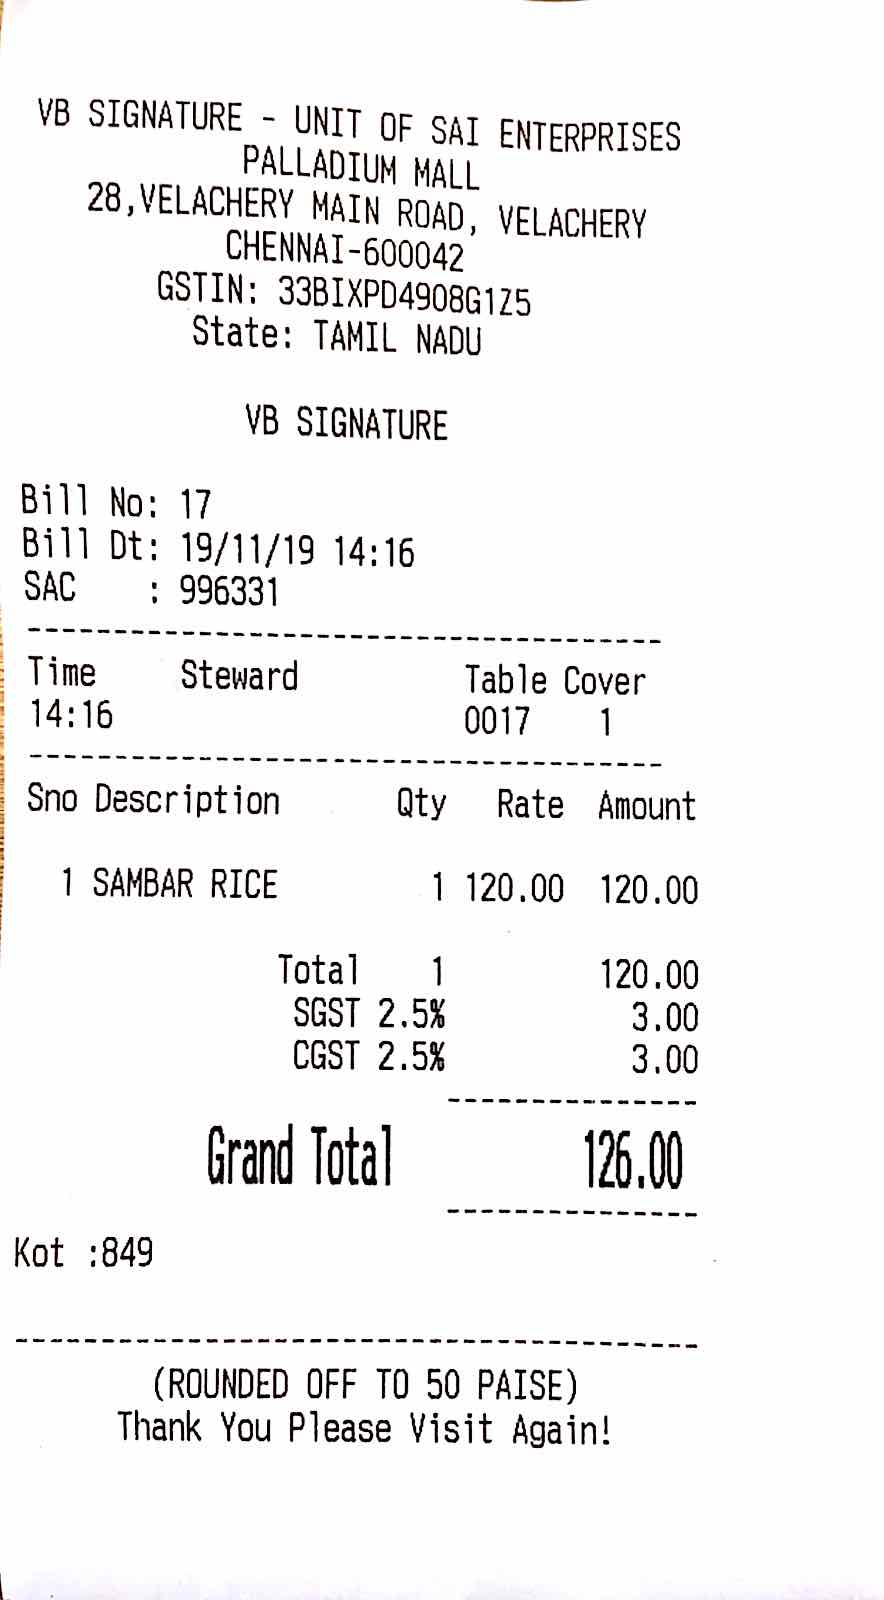 VB SIGNATURE - UNIT OF SAI ENTERPRISES
PALLADIUM MALL
28,VELACHERY MAIN ROAD, VELACHERY
CHENNAI-600042
GSTIN: 33BIXPD4908G1Z5
State: TAMIL NADU
VB SIGNATURE
Bill No: 17
Bill Dt: 19/11/19 14:16
SAC : 996331
------------------------------------
Time Steward Table Cover
14:16 0017 1
------------------------------------
Sno Description Qty Rate Amount
1 SAMBAR RICE 1 120.00 120.00
Total 1 120.00
SGST 2.5% 3.00
CGST 2.5% 3.00
---------------
Grand Total 126.00
---------------
Kot :849
---------------------------------------
(ROUNDED OFF TO 50 PAISE)
Thank You Please Visit Again!